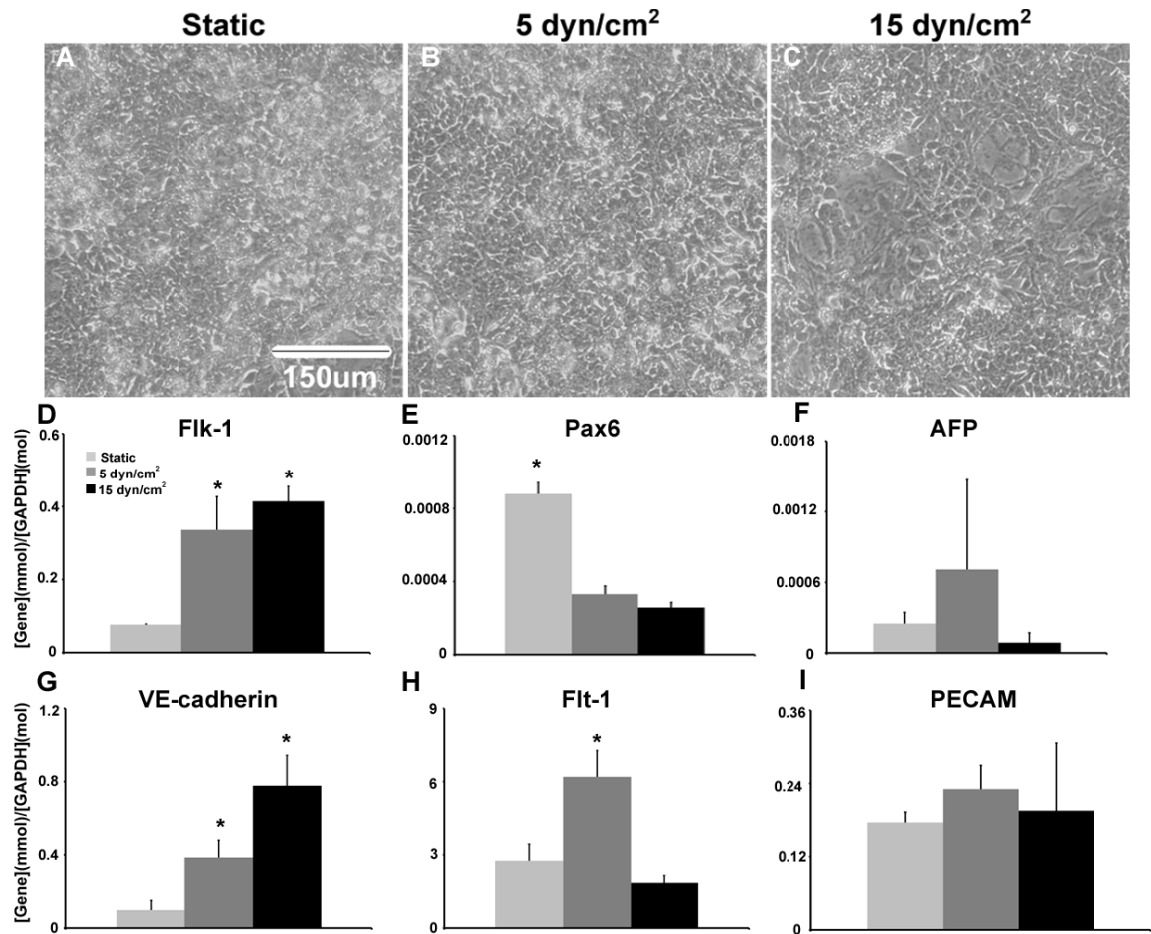 Static 5 dyn/cm² 15 dyn/cm²
A B C
150um
D Flk-1 E Pax6 F AFP
[Gene](mmol)/[GAPDH](mol)
0.6
0.4
0.2
0
Static
5 dyn/cm²
15 dyn/cm²
* *
0.0012
0.0008
0.0004
0
*
0.0018
0.0012
0.0006
0
G VE-cadherin H Flt-1 I PECAM
[Gene](mmol)/[GAPDH](mol)
1.2
0.8
0.4
0
* *
9
6
3
0
*
0.36
0.24
0.12
0